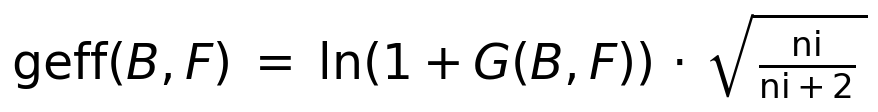 geff(B, F) = ln(1 + G(B, F)) · √(ni/(ni + 2))